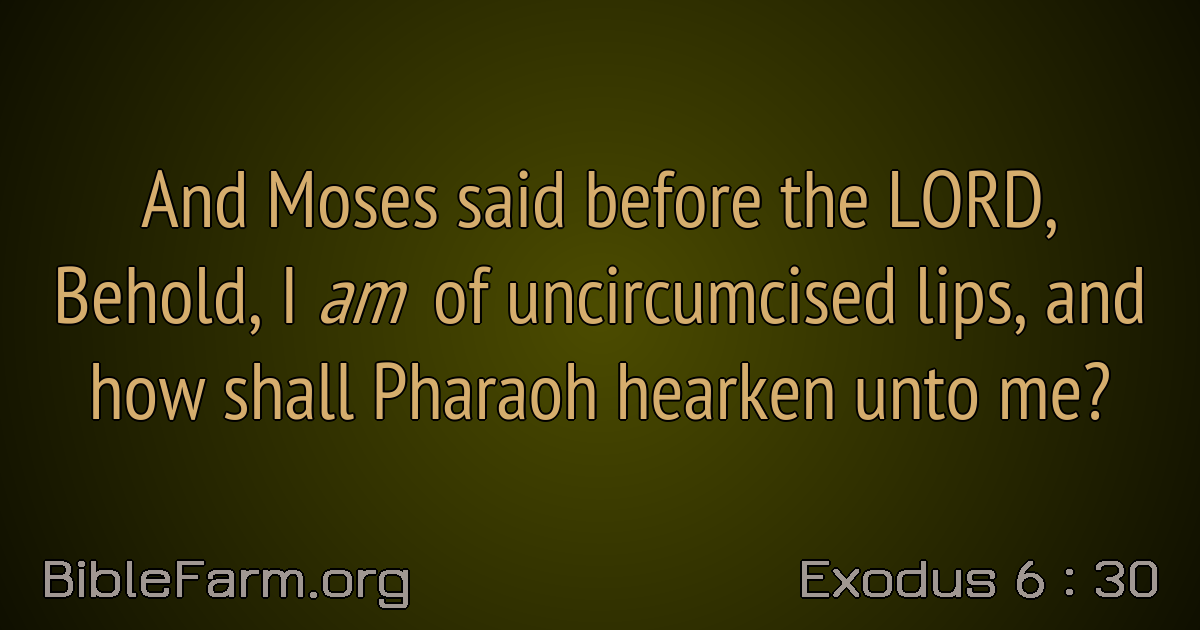 And Moses said before the LORD,
Behold, I am of uncircumcised lips, and
how shall Pharaoh hearken unto me?
BibleFarm.org
Exodus 6 : 30